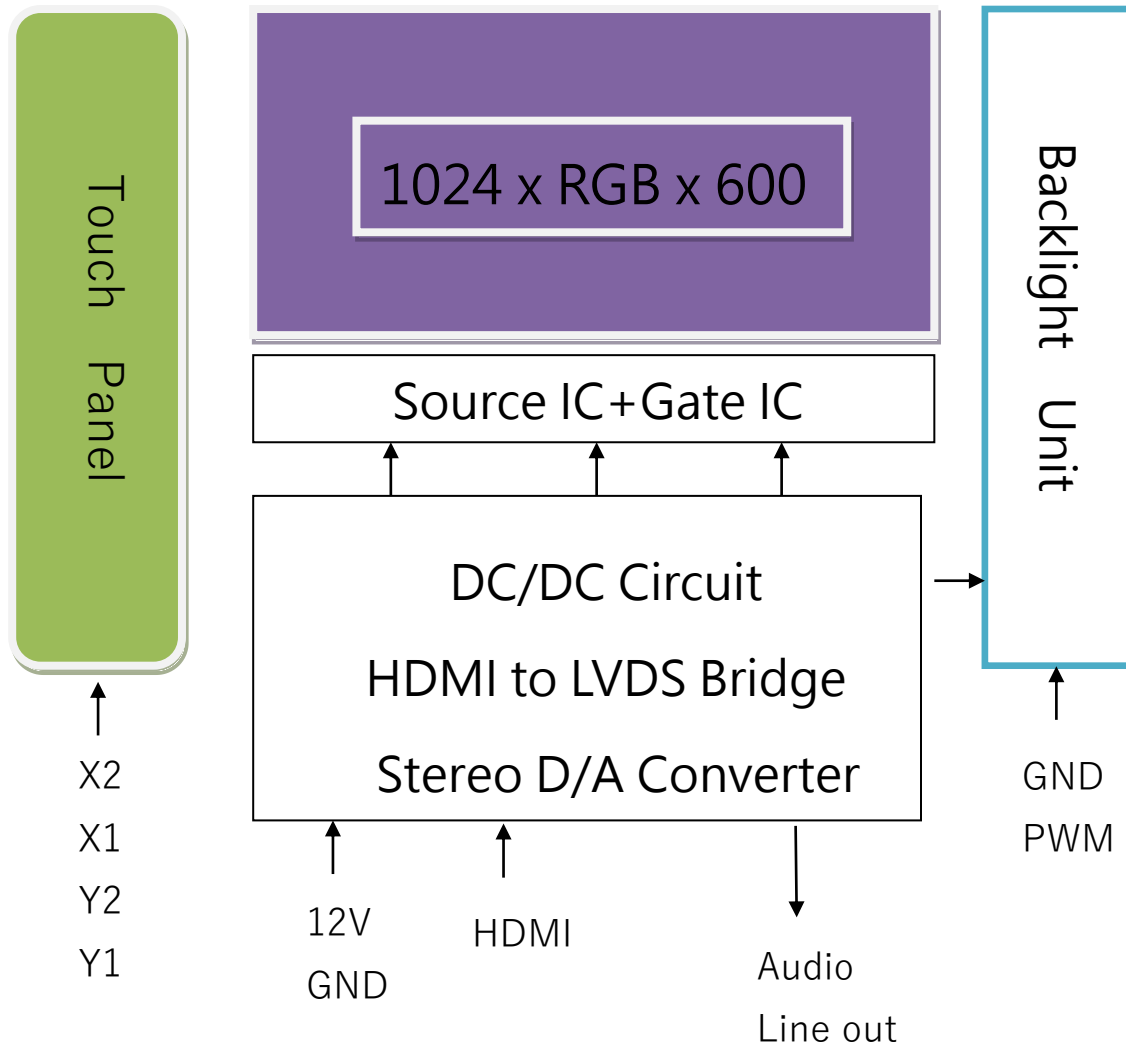 Touch Panel
1024 x RGB x 600
Backlight Unit
Source IC+Gate IC
DC/DC Circuit
HDMI to LVDS Bridge
Stereo D/A Converter
X2
X1
Y2
Y1
12V
GND
HDMI
Audio
Line out
GND
PWM